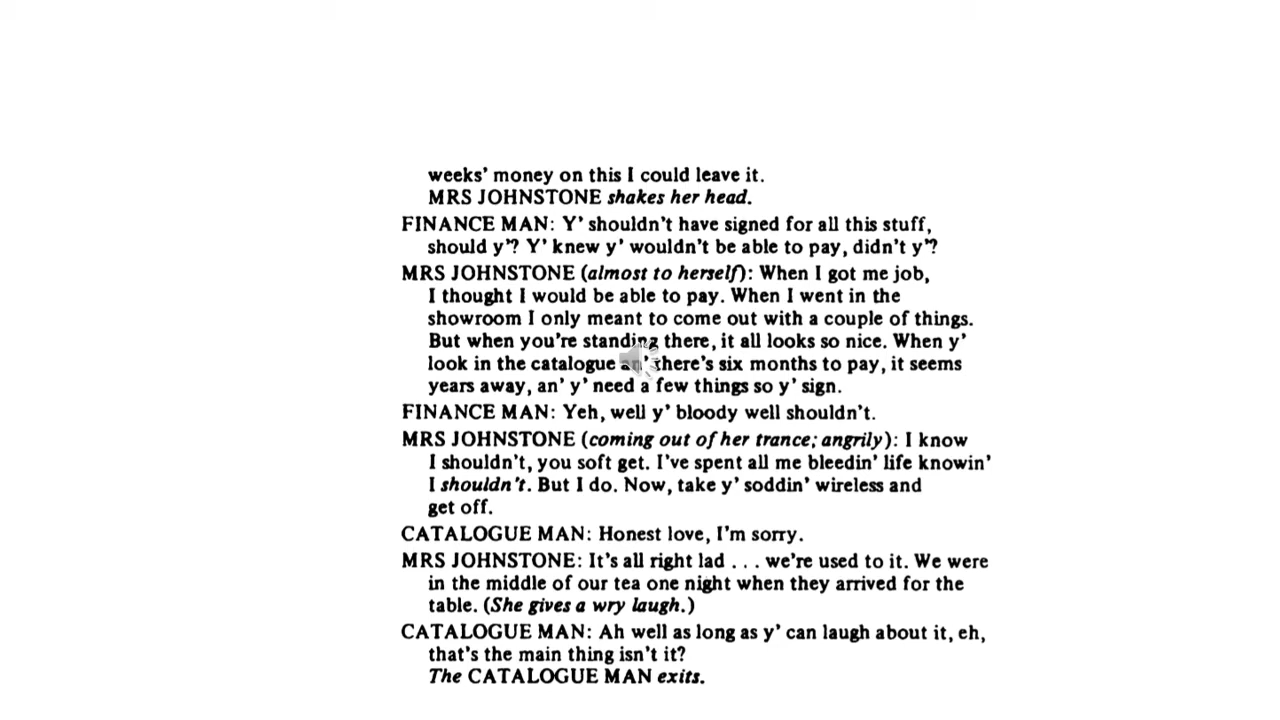 weeks' money on this I could leave it.
MRS JOHNSTONE shakes her head.
FINANCE MAN: Y' shouldn't have signed for all this stuff,
should y'? Y' knew y' wouldn't be able to pay, didn't y'?
MRS JOHNSTONE (almost to herself): When I got me job,
I thought I would be able to pay. When I went in the
showroom I only meant to come out with a couple of things.
But when you're standing there, it all looks so nice. When y'
look in the catalogue an' there's six months to pay, it seems
years away, an' y' need a few things so y' sign.
FINANCE MAN: Yeh, well y' bloody well shouldn't.
MRS JOHNSTONE (coming out of her trance; angrily): I know
I shouldn't, you soft get. I've spent all me bleedin' life knowin'
I shouldn't. But I do. Now, take y' soddin' wireless and
get off.
CATALOGUE MAN: Honest love, I'm sorry.
MRS JOHNSTONE: It's all right lad . . . we're used to it. We were
in the middle of our tea one night when they arrived for the
table. (She gives a wry laugh.)
CATALOGUE MAN: Ah well as long as y' can laugh about it, eh,
that's the main thing isn't it?
The CATALOGUE MAN exits.